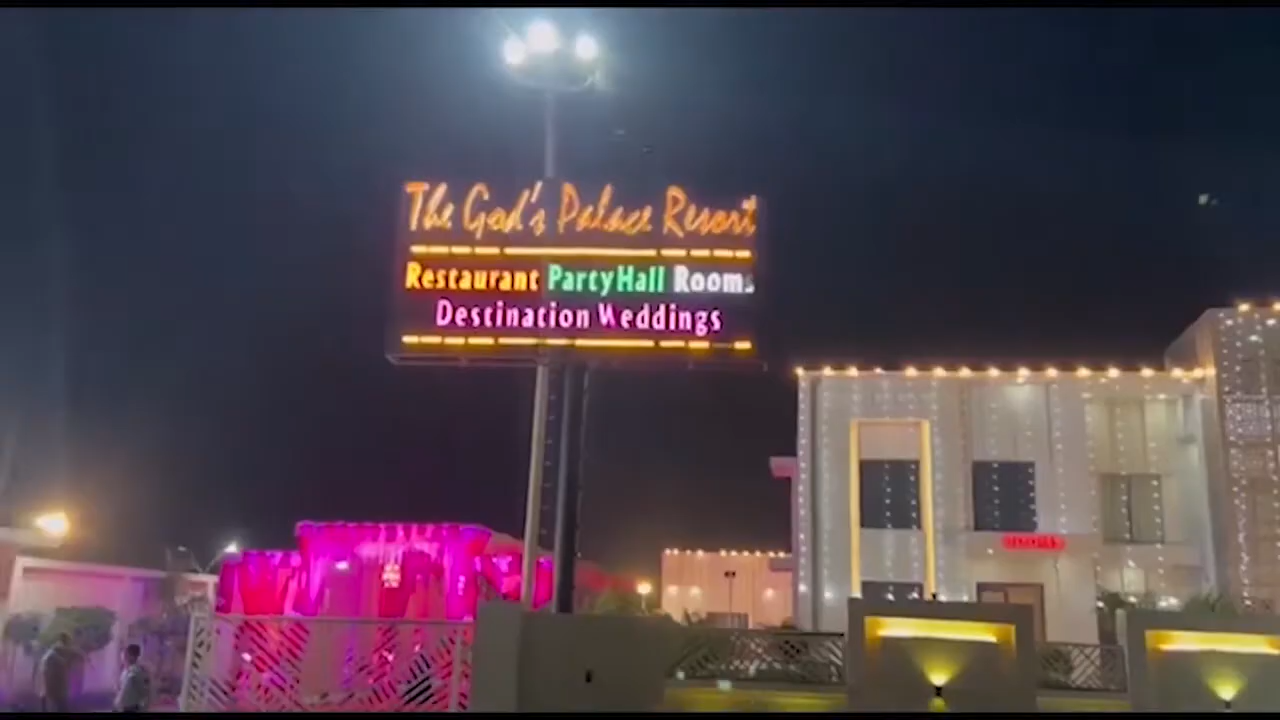 The God's Palace Resort
Restaurant PartyHall Rooms
Destination Weddings